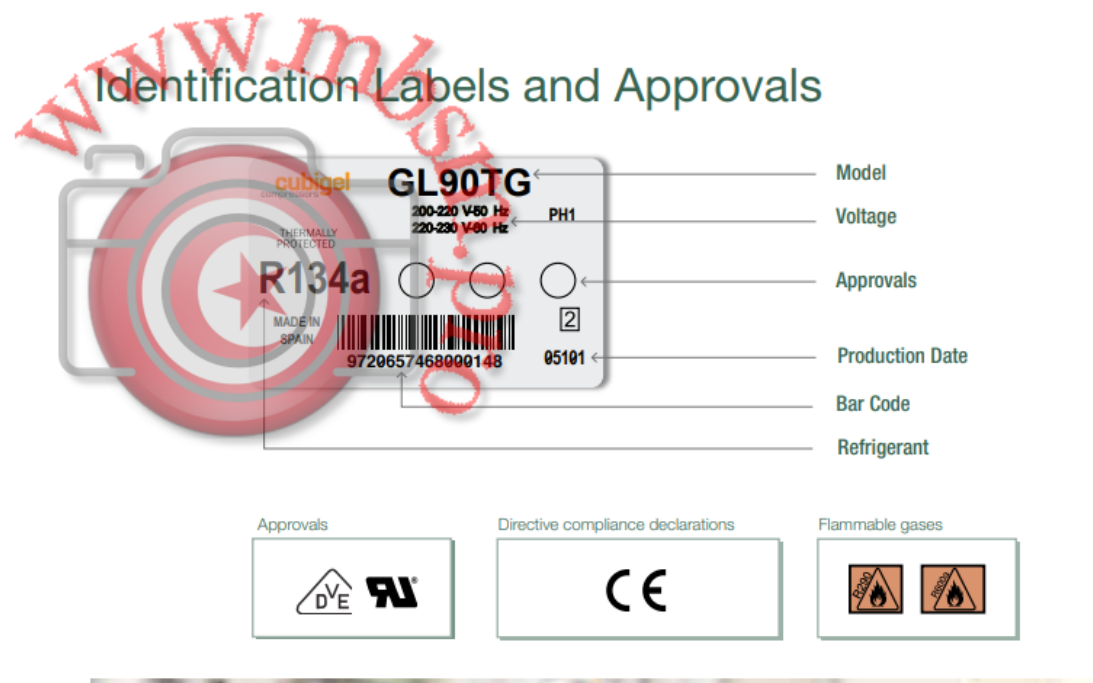 www.mbsm.pro
Identification Labels and Approvals
cubigel
compressors
GL90TG
Model
200-220 V-50 Hz
220-230 V-60 Hz
PH1
Voltage
THERMALLY
PROTECTED
R134a
Approvals
MADE IN
SPAIN
2
9720657468000148
05101
Production Date
Bar Code
Refrigerant
Approvals
Directive compliance declarations
Flammable gases
DVE
RU
CE
R290
R600a